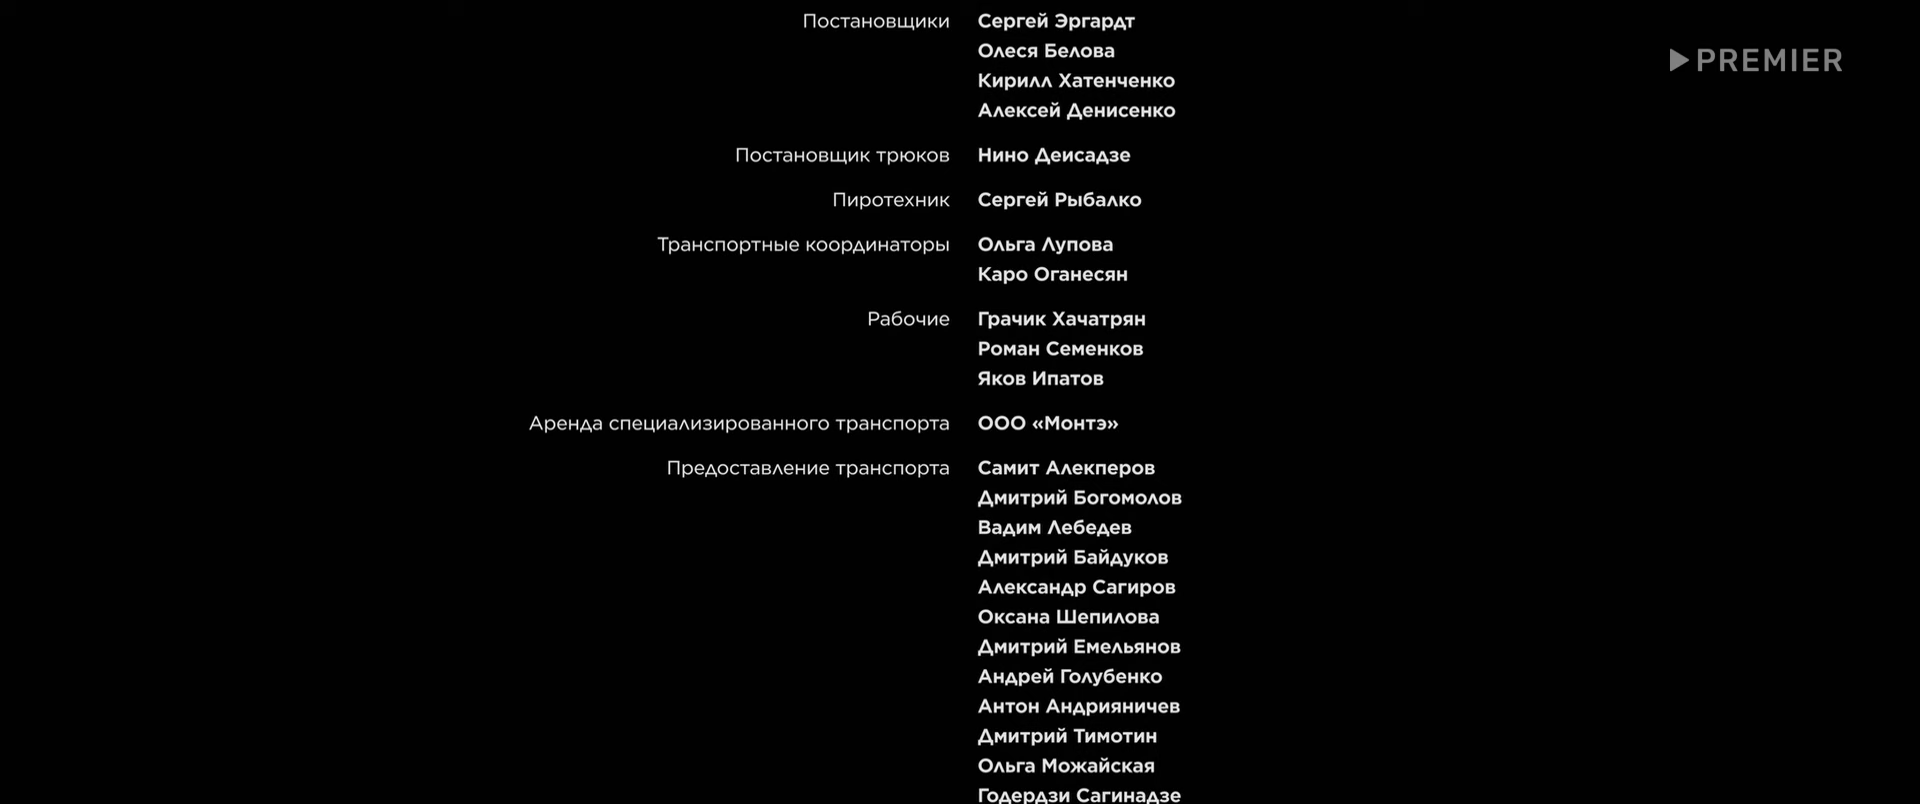 Постановщики Сергей Эргардт
Олеся Белова
PREMIER
Кирилл Хатенченко
Алексей Денисенко
Постановщик трюков Нино Деисадзе
Пиротехник Сергей Рыбалко
Транспортные координаторы Ольга Лупова
Каро Оганесян
Рабочие Грачик Хачатрян
Роман Семенков
Яков Ипатов
Аренда специализированного транспорта ООО «Монтэ»
Предоставление транспорта Самит Алекперов
Дмитрий Богомолов
Вадим Лебедев
Дмитрий Байдуков
Александр Сагиров
Оксана Шепилова
Дмитрий Емельянов
Андрей Голубенко
Антон Андрияничев
Дмитрий Тимотин
Ольга Можайская
Годердзи Сагинадзе